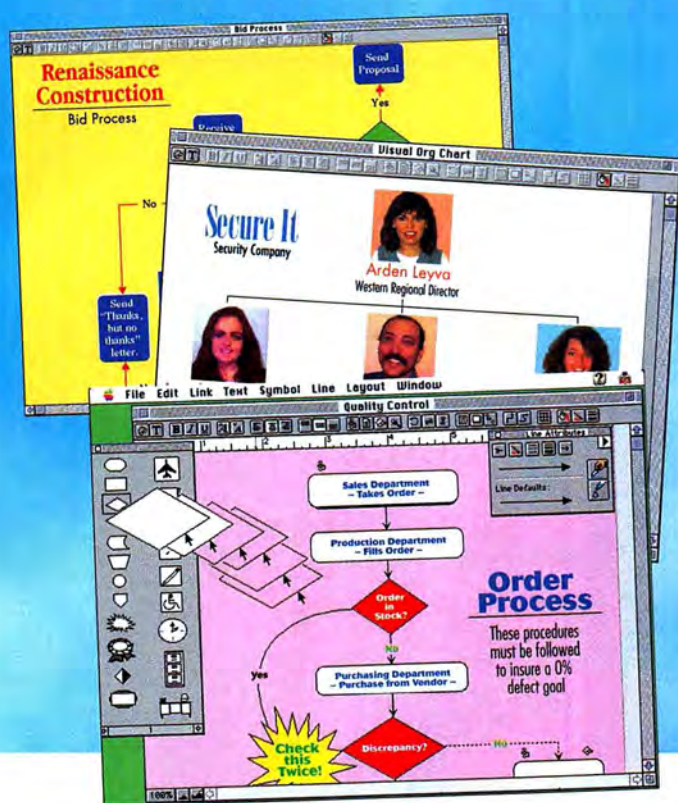 Bid Process
Renaissance
Construction
Bid Process
Send
Proposal
Yes
Receive
No
Send
"Thanks,
but no
thanks"
letter.
Visual Org Chart
T B I U
Secure It
Security Company
Arden Leyva
Western Regional Director
File Edit Link Text Symbol Line Layout Window
Quality Control
T B I U
Line Attributes
Line Defaults:
Sales Department
– Takes Order –
Production Department
– Fills Order –
Order
in
Stock?
No
yes
Purchasing Department
– Purchase from Vendor –
Order
Process
These procedures
must be followed
to insure a 0%
defect goal
Check
this
Twice!
Discrepancy?
No
1
100%